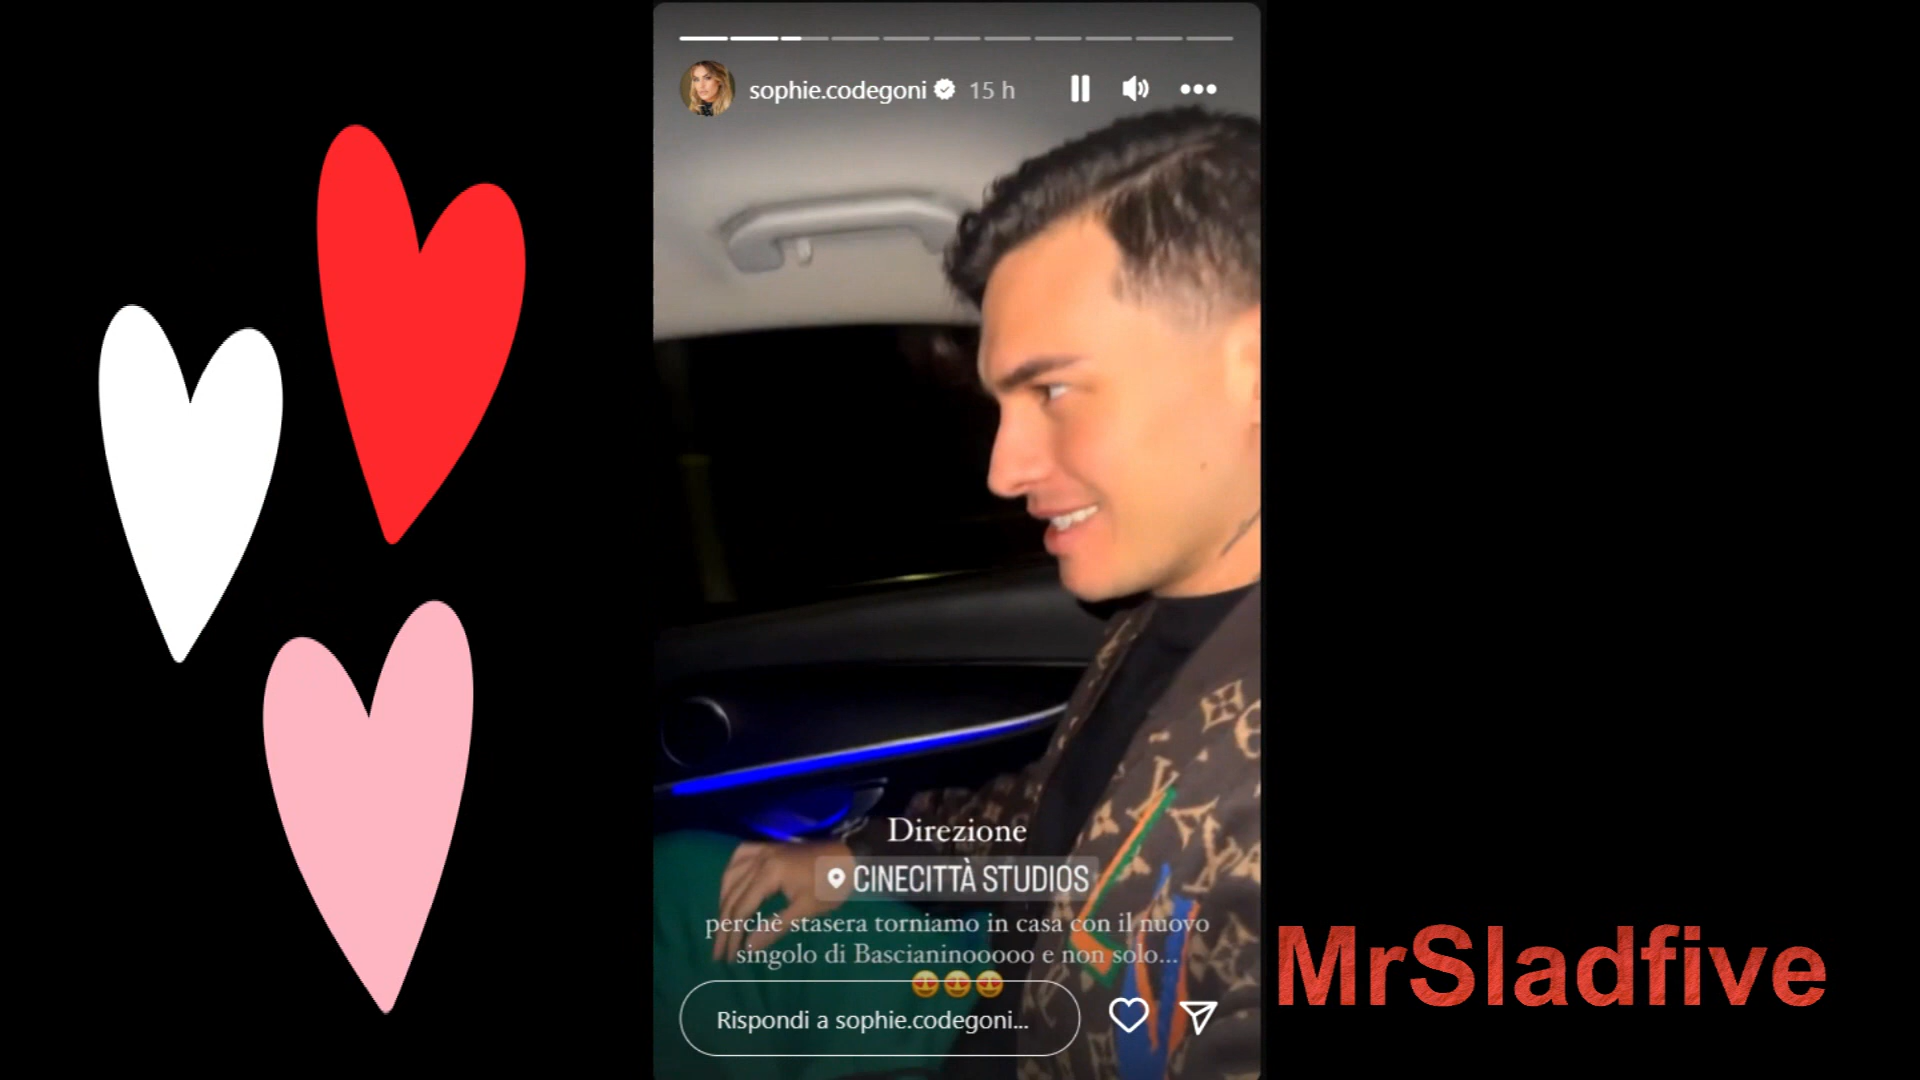 sophie.codegoni 15 h
Direzione
CINECITTÀ STUDIOS
perchè stasera torniamo in casa con il nuovo
singolo di Bascianinooooo e non solo...
Rispondi a sophie.codegoni...
MrSladfive